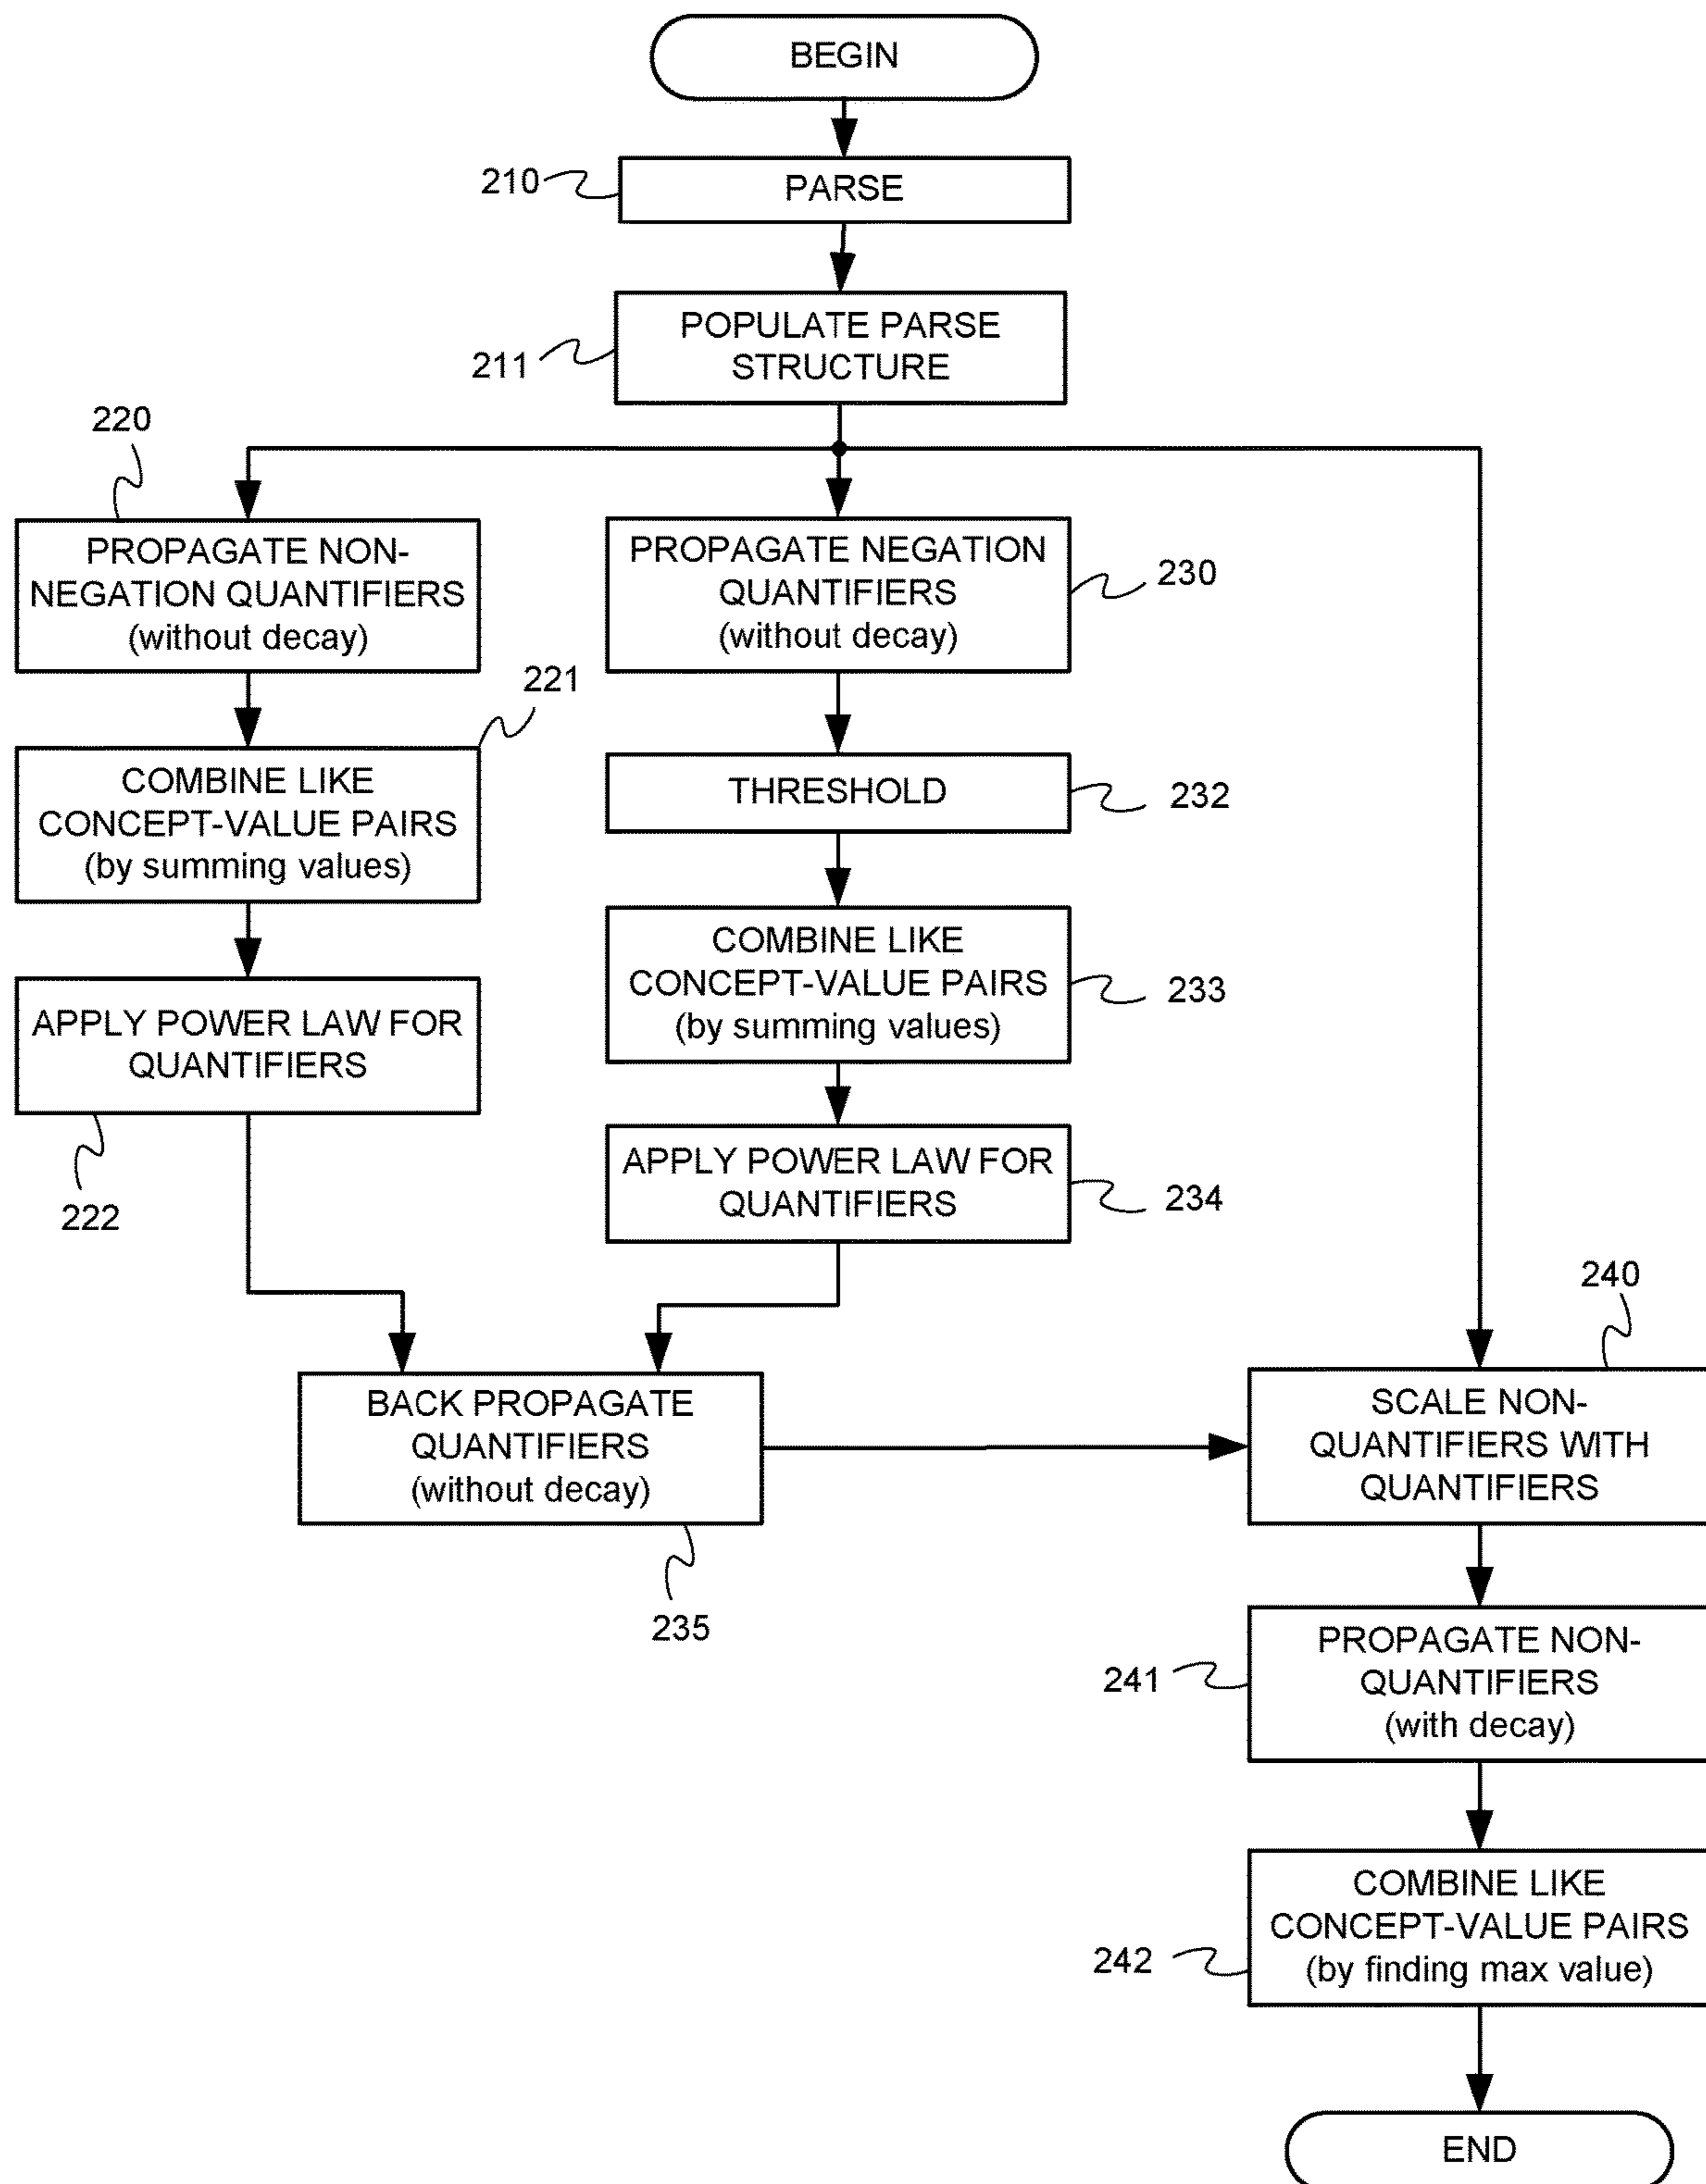 BEGIN
210
PARSE
211
POPULATE PARSE
STRUCTURE
220
PROPAGATE NON-
NEGATION QUANTIFIERS
(without decay)
221
COMBINE LIKE
CONCEPT-VALUE PAIRS
(by summing values)
APPLY POWER LAW FOR
QUANTIFIERS
222
PROPAGATE NEGATION
QUANTIFIERS
(without decay)
230
THRESHOLD
232
COMBINE LIKE
CONCEPT-VALUE PAIRS
(by summing values)
233
APPLY POWER LAW FOR
QUANTIFIERS
234
BACK PROPAGATE
QUANTIFIERS
(without decay)
235
240
SCALE NON-
QUANTIFIERS WITH
QUANTIFIERS
241
PROPAGATE NON-
QUANTIFIERS
(with decay)
242
COMBINE LIKE
CONCEPT-VALUE PAIRS
(by finding max value)
END